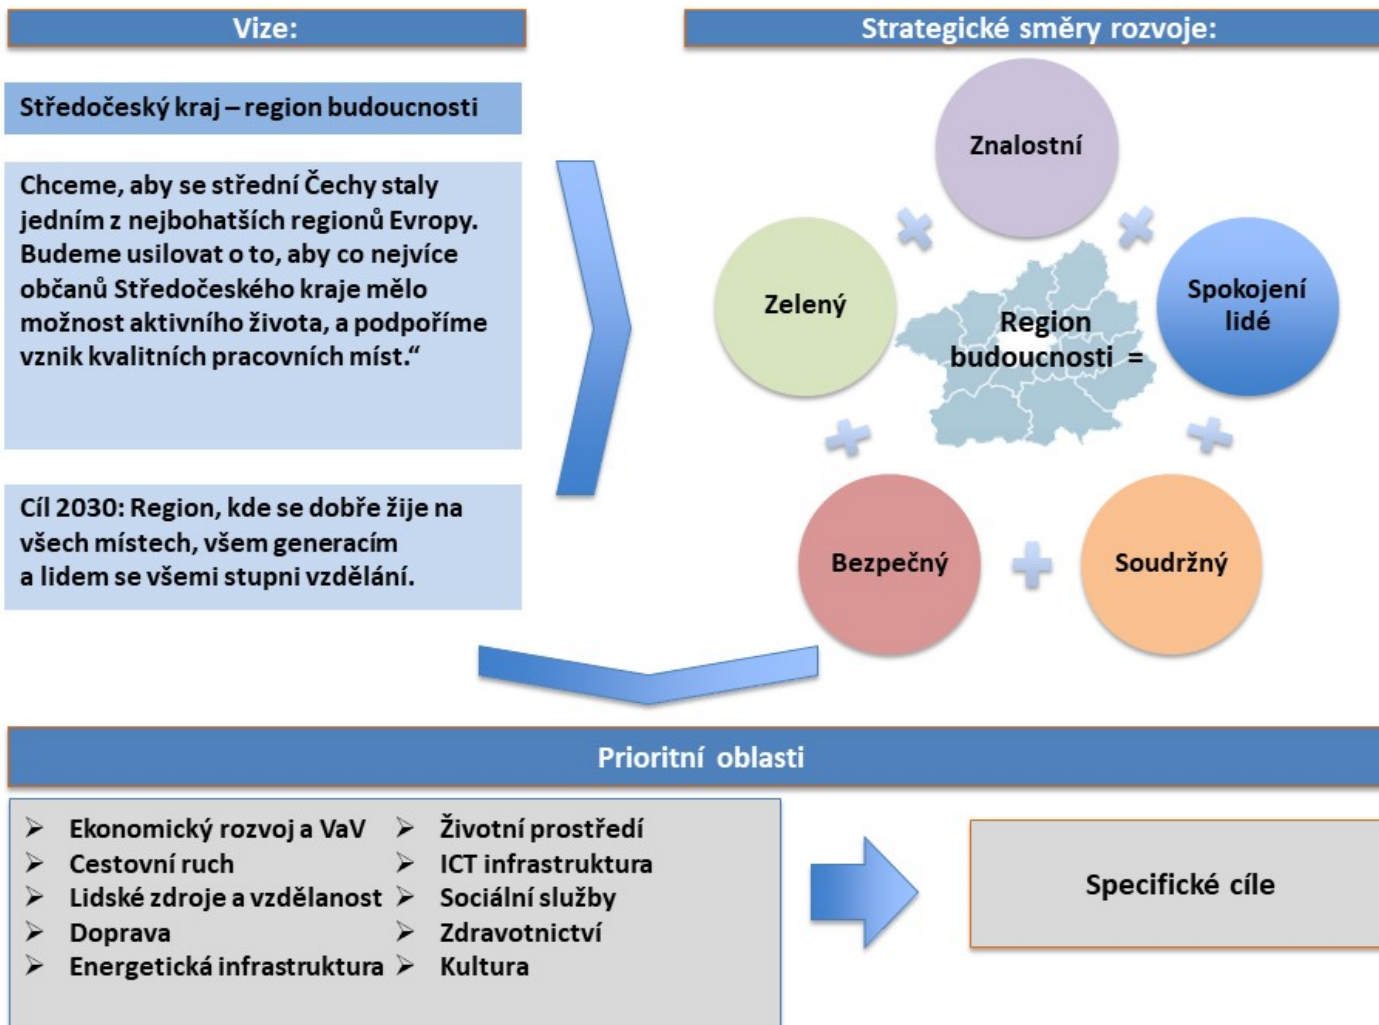 Vize:
Středočeský kraj – region budoucnosti
Chceme, aby se střední Čechy staly
jedním z nejbohatších regionů Evropy.
Budeme usilovat o to, aby co nejvíce
občanů Středočeského kraje mělo
možnost aktivního života, a podpoříme
vznik kvalitních pracovních míst.“
Cíl 2030: Region, kde se dobře žije na
všech místech, všem generacím
a lidem se všemi stupni vzdělání.
Strategické směry rozvoje:
Znalostní
Spokojení
lidé
Soudržný
Bezpečný
Zelený
Region
budoucnosti =
Prioritní oblasti
Ekonomický rozvoj a VaV
Cestovní ruch
Lidské zdroje a vzdělanost
Doprava
Energetická infrastruktura
Životní prostředí
ICT infrastruktura
Sociální služby
Zdravotnictví
Kultura
Specifické cíle